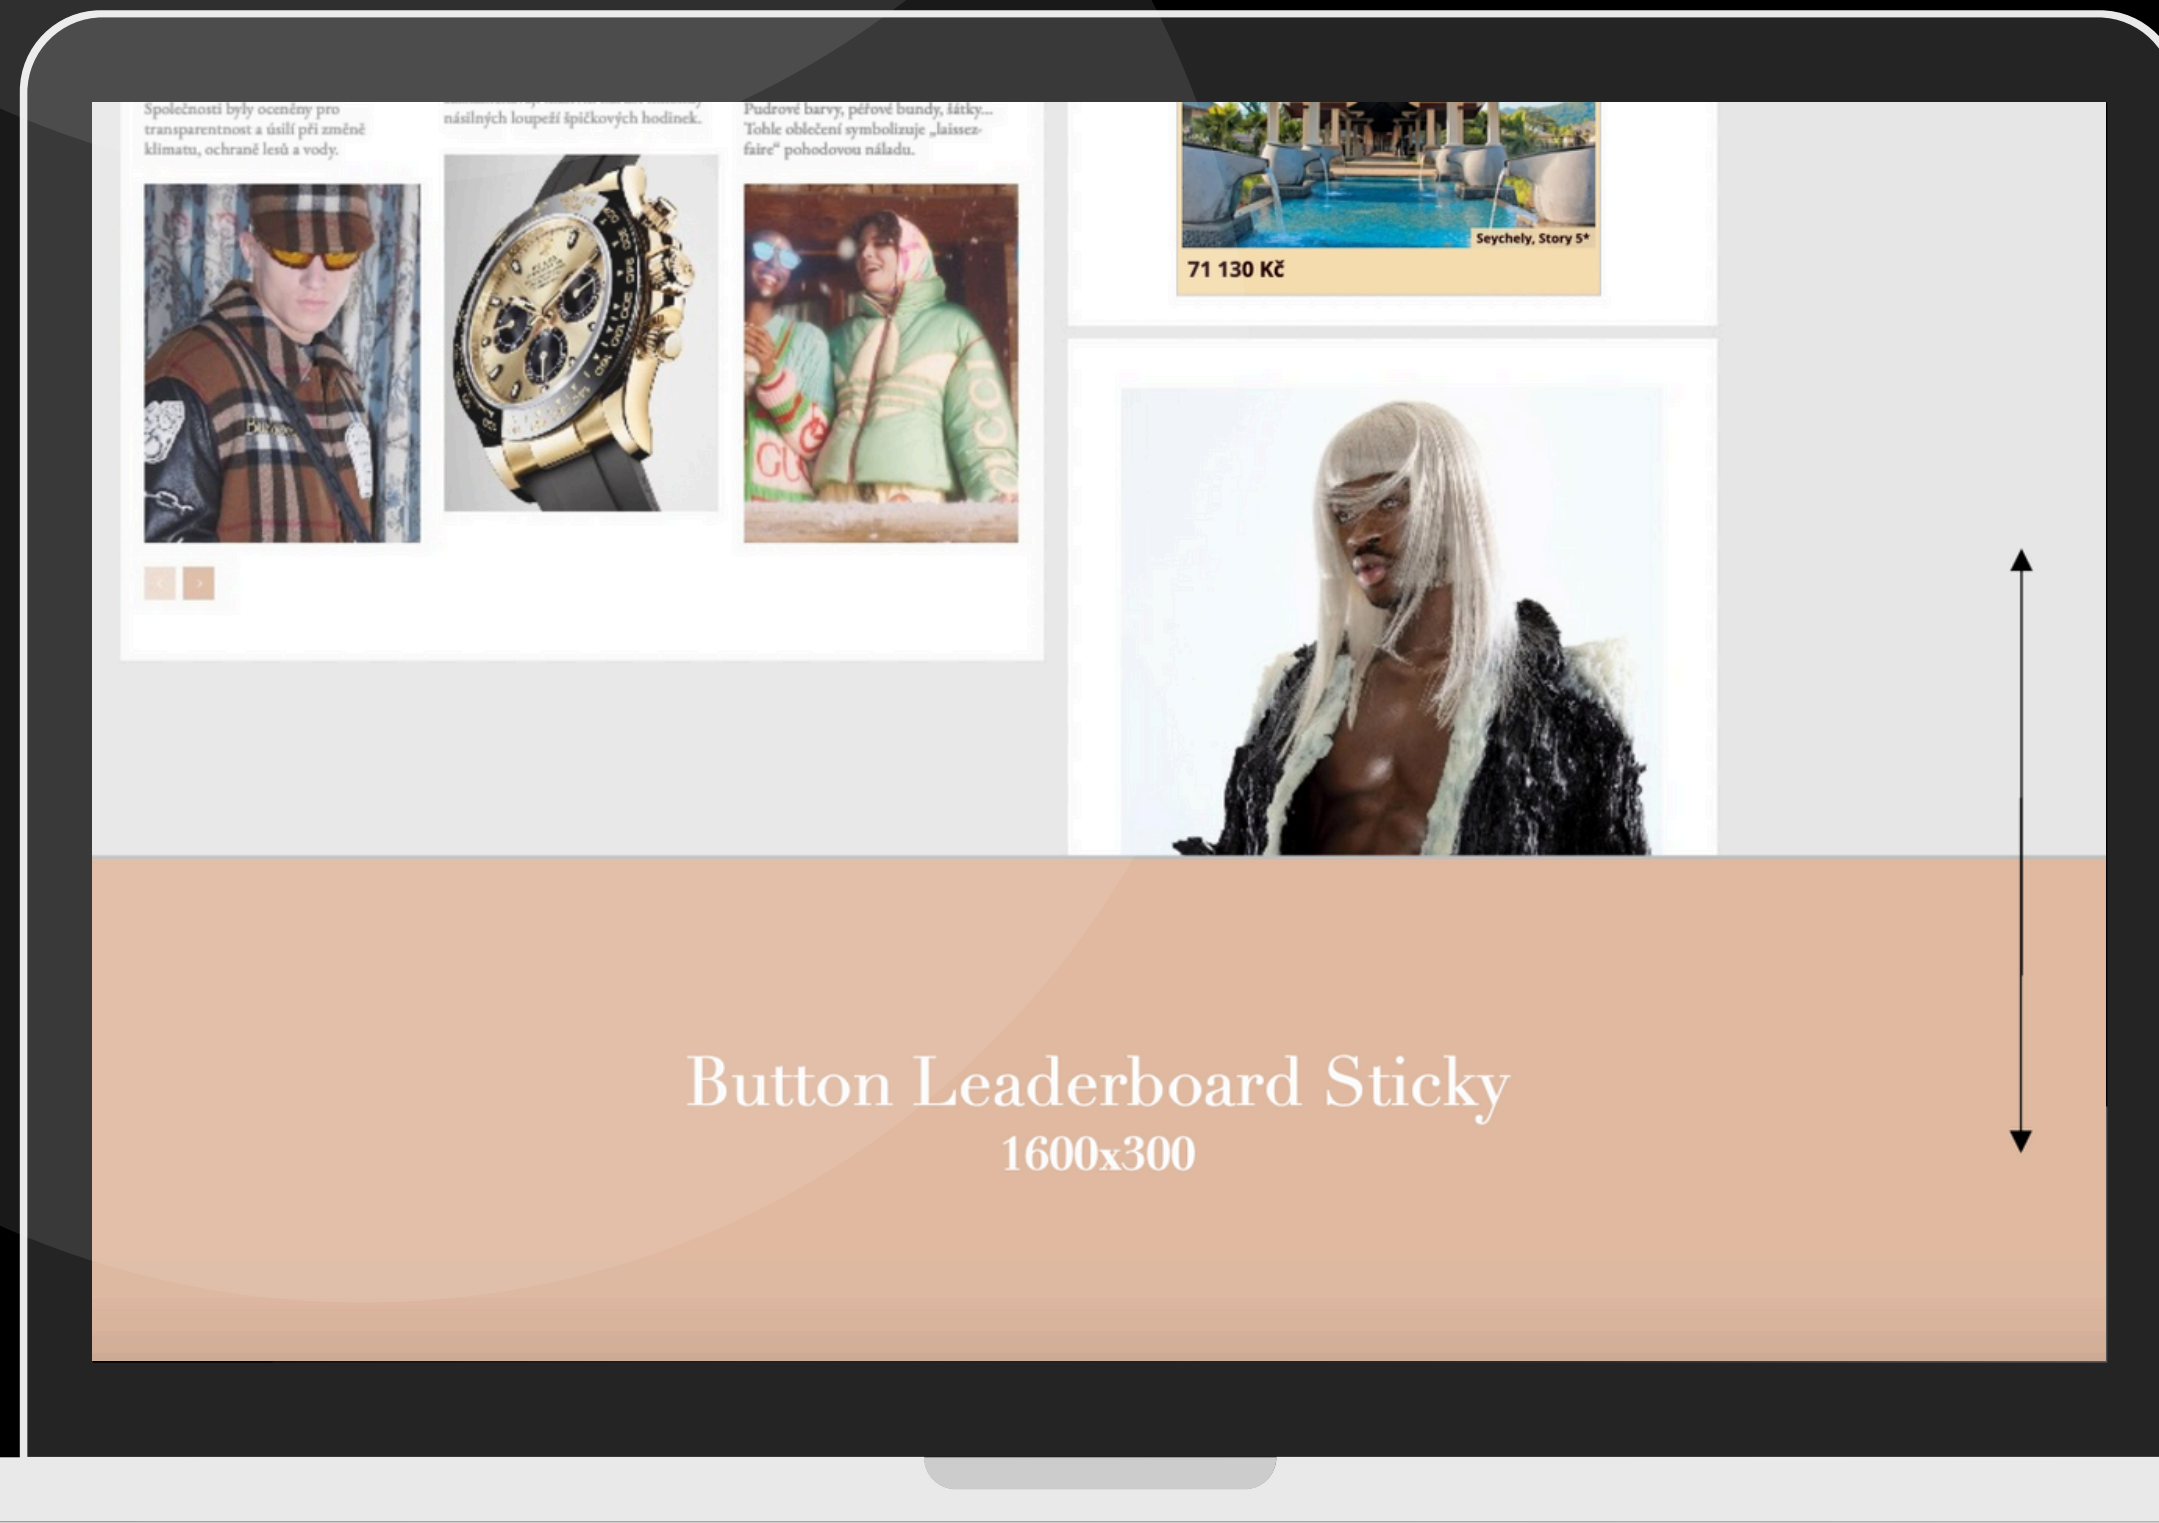 Společnosti byly oceněny pro
transparentnost a úsilí při změně
klimatu, ochraně lesů a vody.
násilných loupeží špičkových hodinek.
Pudrové barvy, péřové bundy, šátky...
Tohle oblečení symbolizuje „laissez-
faire“ pohodovou náladu.
GUCCI
Seychely, Story 5*
71 130 Kč
Button Leaderboard Sticky
1600x300